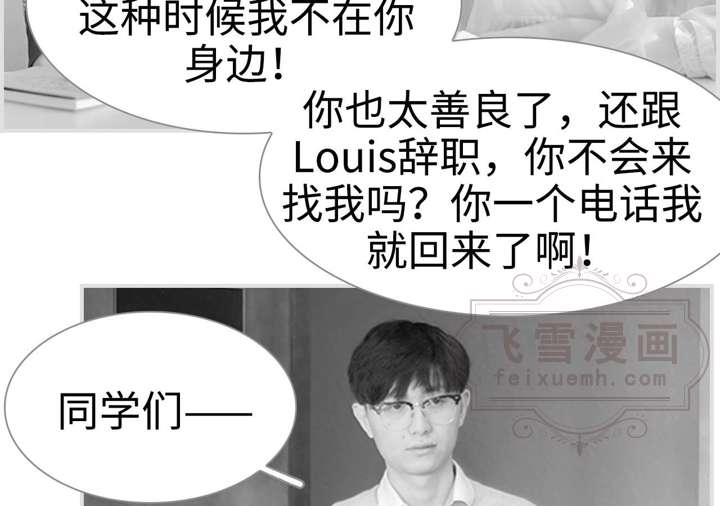 这种时候我不在你
身边！
你也太善良了，还跟
Louis辞职，你不会来
找我吗？你一个电话我
就回来了啊！
飞雪漫画
feixuemh.com
同学们——